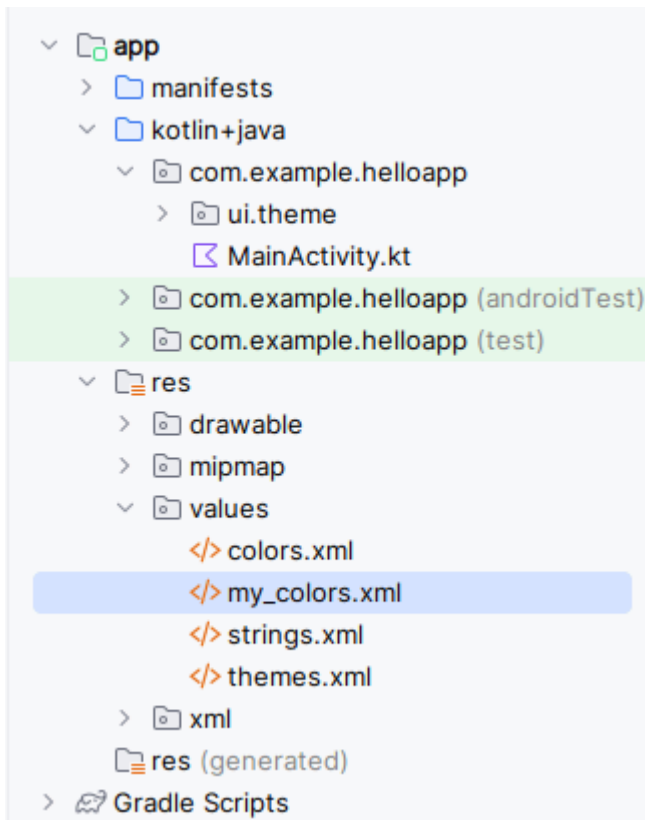 app
manifests
kotlin+java
com.example.helloapp
ui.theme
MainActivity.kt
com.example.helloapp (androidTest)
com.example.helloapp (test)
res
drawable
mipmap
values
colors.xml
my_colors.xml
strings.xml
themes.xml
xml
res (generated)
Gradle Scripts